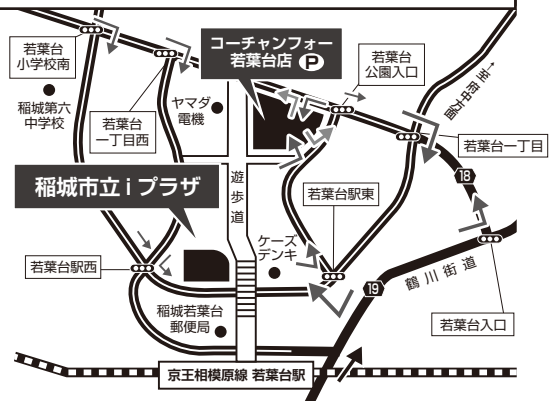 若葉台
小学校南
コーチャンフォー
若葉台店 P
若葉台
公園入口
←至府中方面
稲城第六
中学校
ヤマダ
電機
若葉台
一丁目西
若葉台一丁目
18
稲城市立iプラザ
遊歩道
若葉台駅東
ケーズ
デンキ
若葉台駅西
19
鶴川街道
稲城若葉台
郵便局
若葉台入口
京王相模原線 若葉台駅